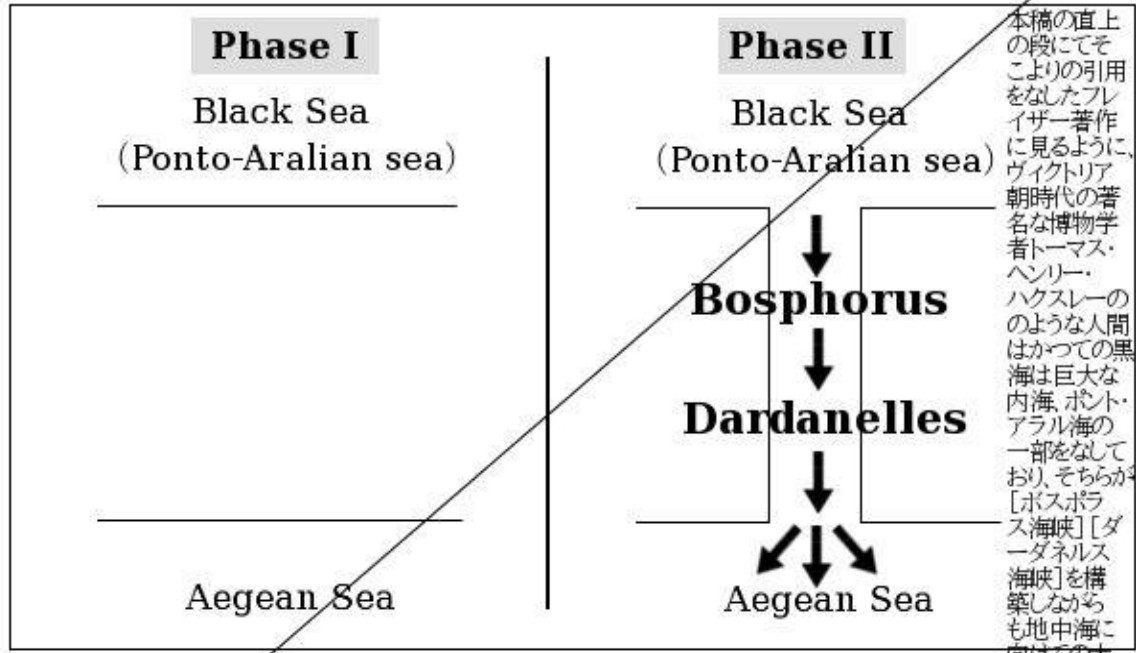 Phase I
Black Sea
(Ponto-Aralian sea)
Aegean Sea
Phase II
Black Sea
(Ponto-Aralian sea)
Bosphorus
Dardanelles
Aegean Sea
本稿の直上
の段にてそ
こよりの引用
をなしたフレ
イザー著作
に見るように、
ヴィクトリア
朝時代の著
名な博物学
者トーマス・
ヘンリー・
ハクスレーの
のような人間
はかつての黒
海は巨大な
内海、ポント・
アラル海の
一部をなして
おり、そちらが
［ボスポラ
ス海峡］［ダ
ーダネルス
海峡］を構
築しながら
も地中海に